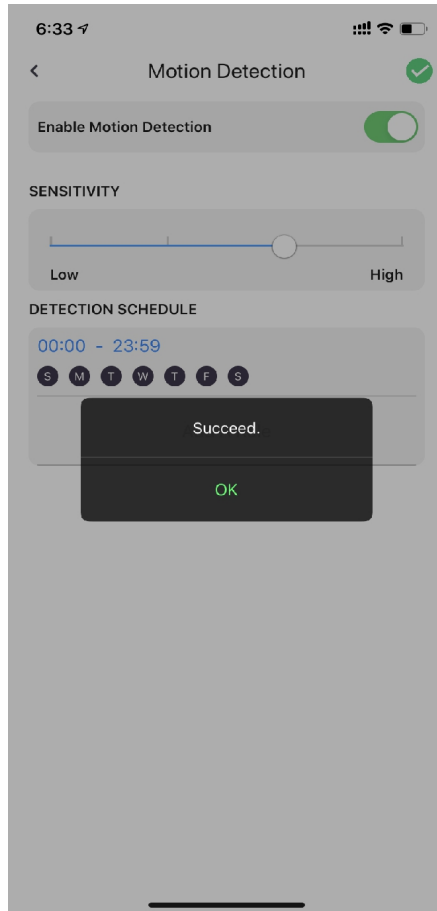 6:33
Motion Detection
Enable Motion Detection
SENSITIVITY
Low High
DETECTION SCHEDULE
00:00 - 23:59
S M T W T F S
Succeed.
OK